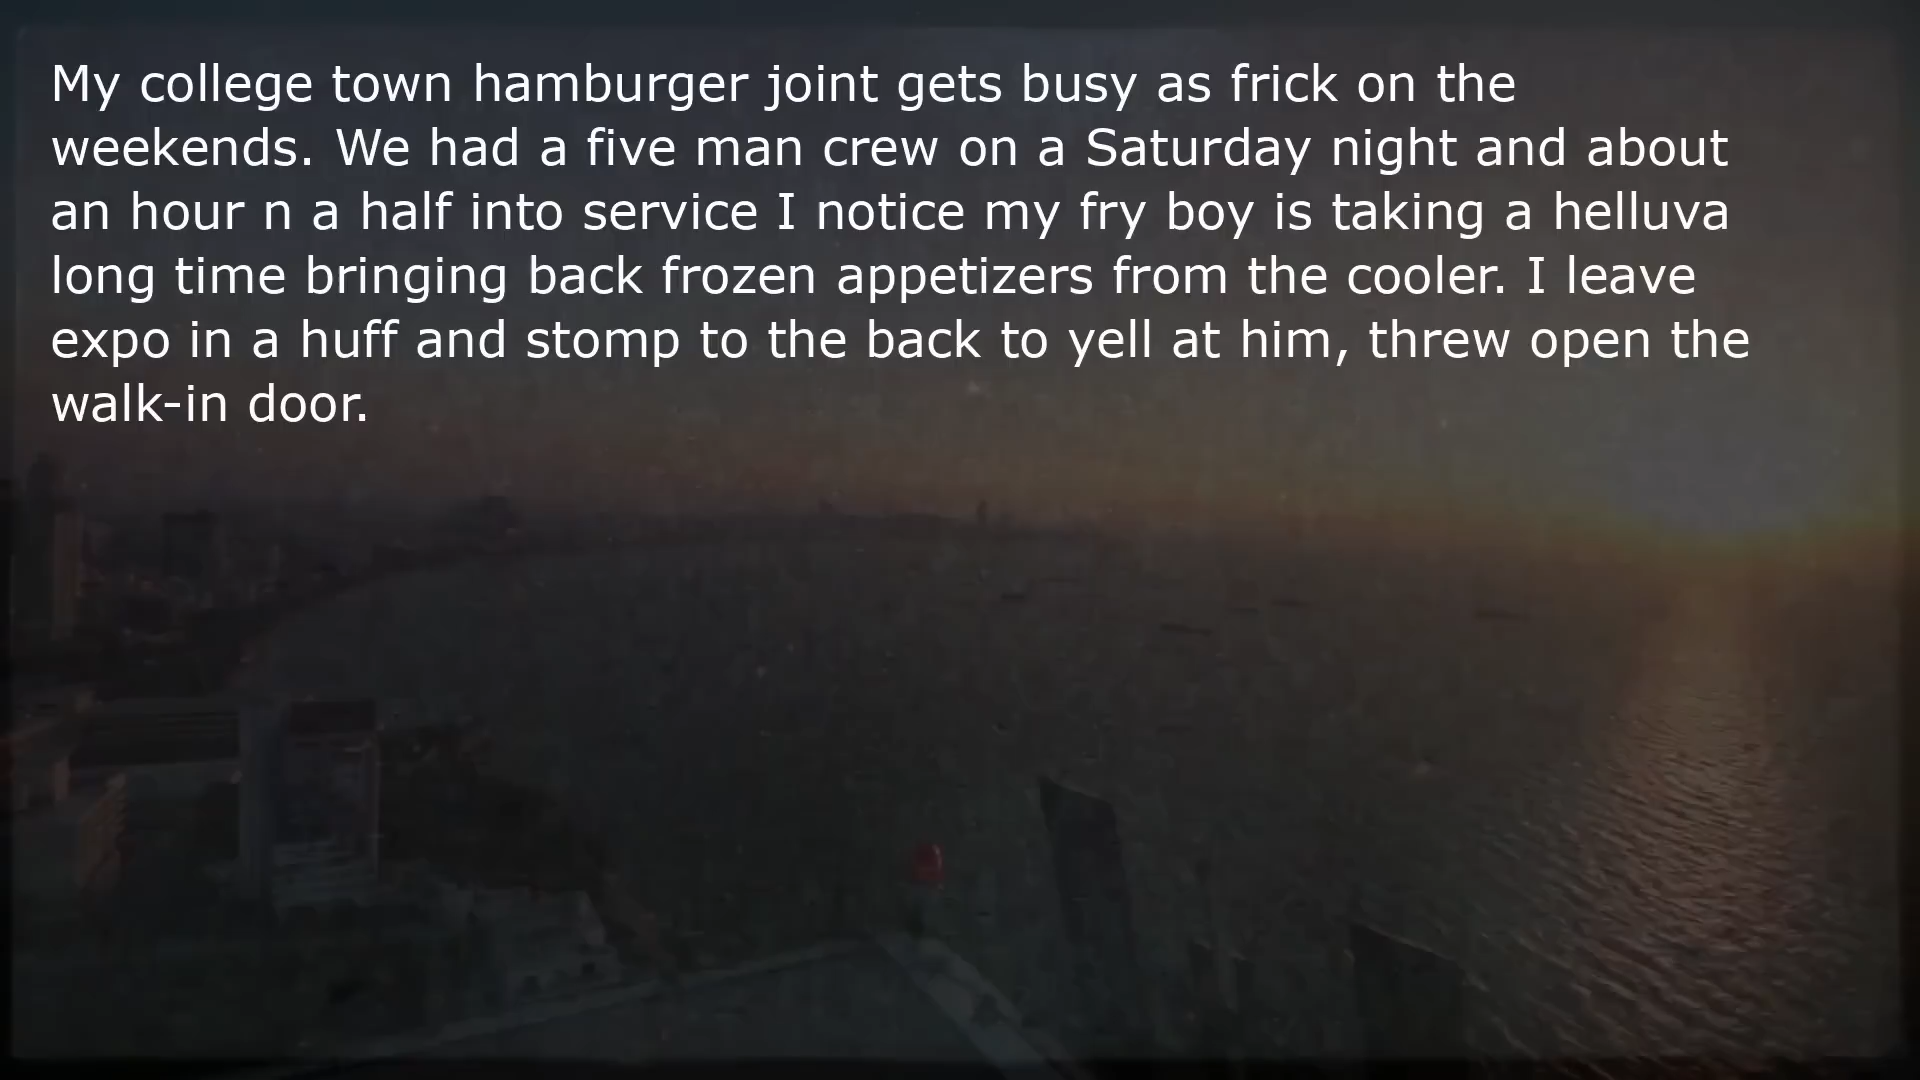 My college town hamburger joint gets busy as frick on the
weekends. We had a five man crew on a Saturday night and about
an hour n a half into service I notice my fry boy is taking a helluva
long time bringing back frozen appetizers from the cooler. I leave
expo in a huff and stomp to the back to yell at him, threw open the
walk-in door.